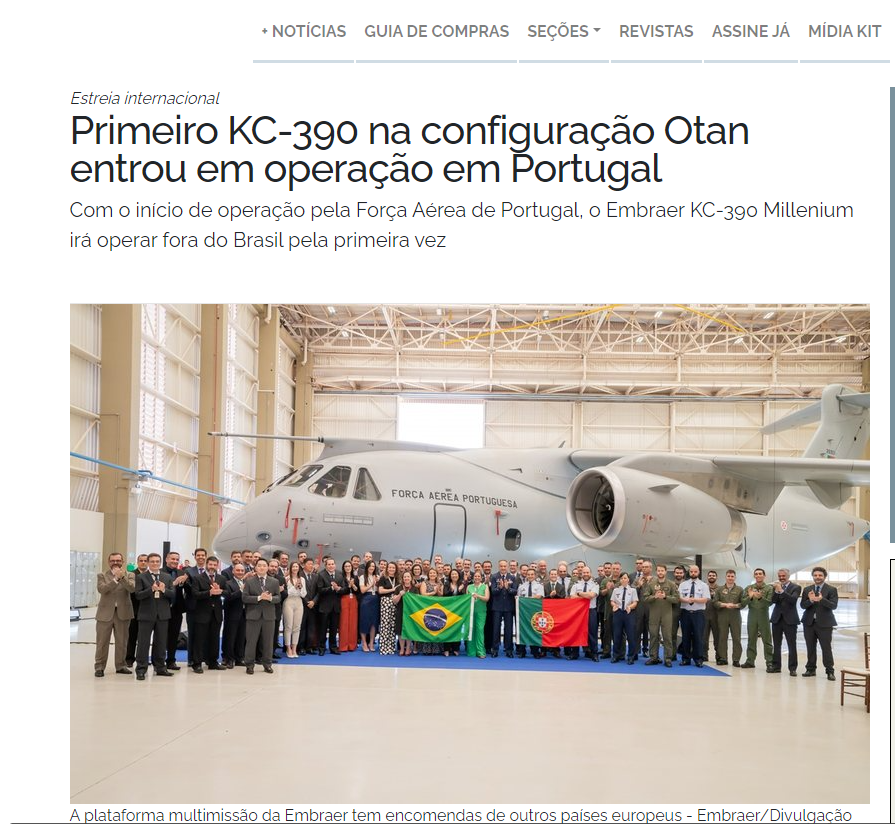 + NOTÍCIAS GUIA DE COMPRAS SEÇÕES REVISTAS ASSINE JÁ MÍDIA KIT
Estreia internacional
Primeiro KC-390 na configuração Otan
entrou em operação em Portugal
Com o início de operação pela Força Aérea de Portugal, o Embraer KC-390 Millenium
irá operar fora do Brasil pela primeira vez
FORÇA AÉREA PORTUGUESA
A plataforma multimissão da Embraer tem encomendas de outros países europeus - Embraer/Divulgação